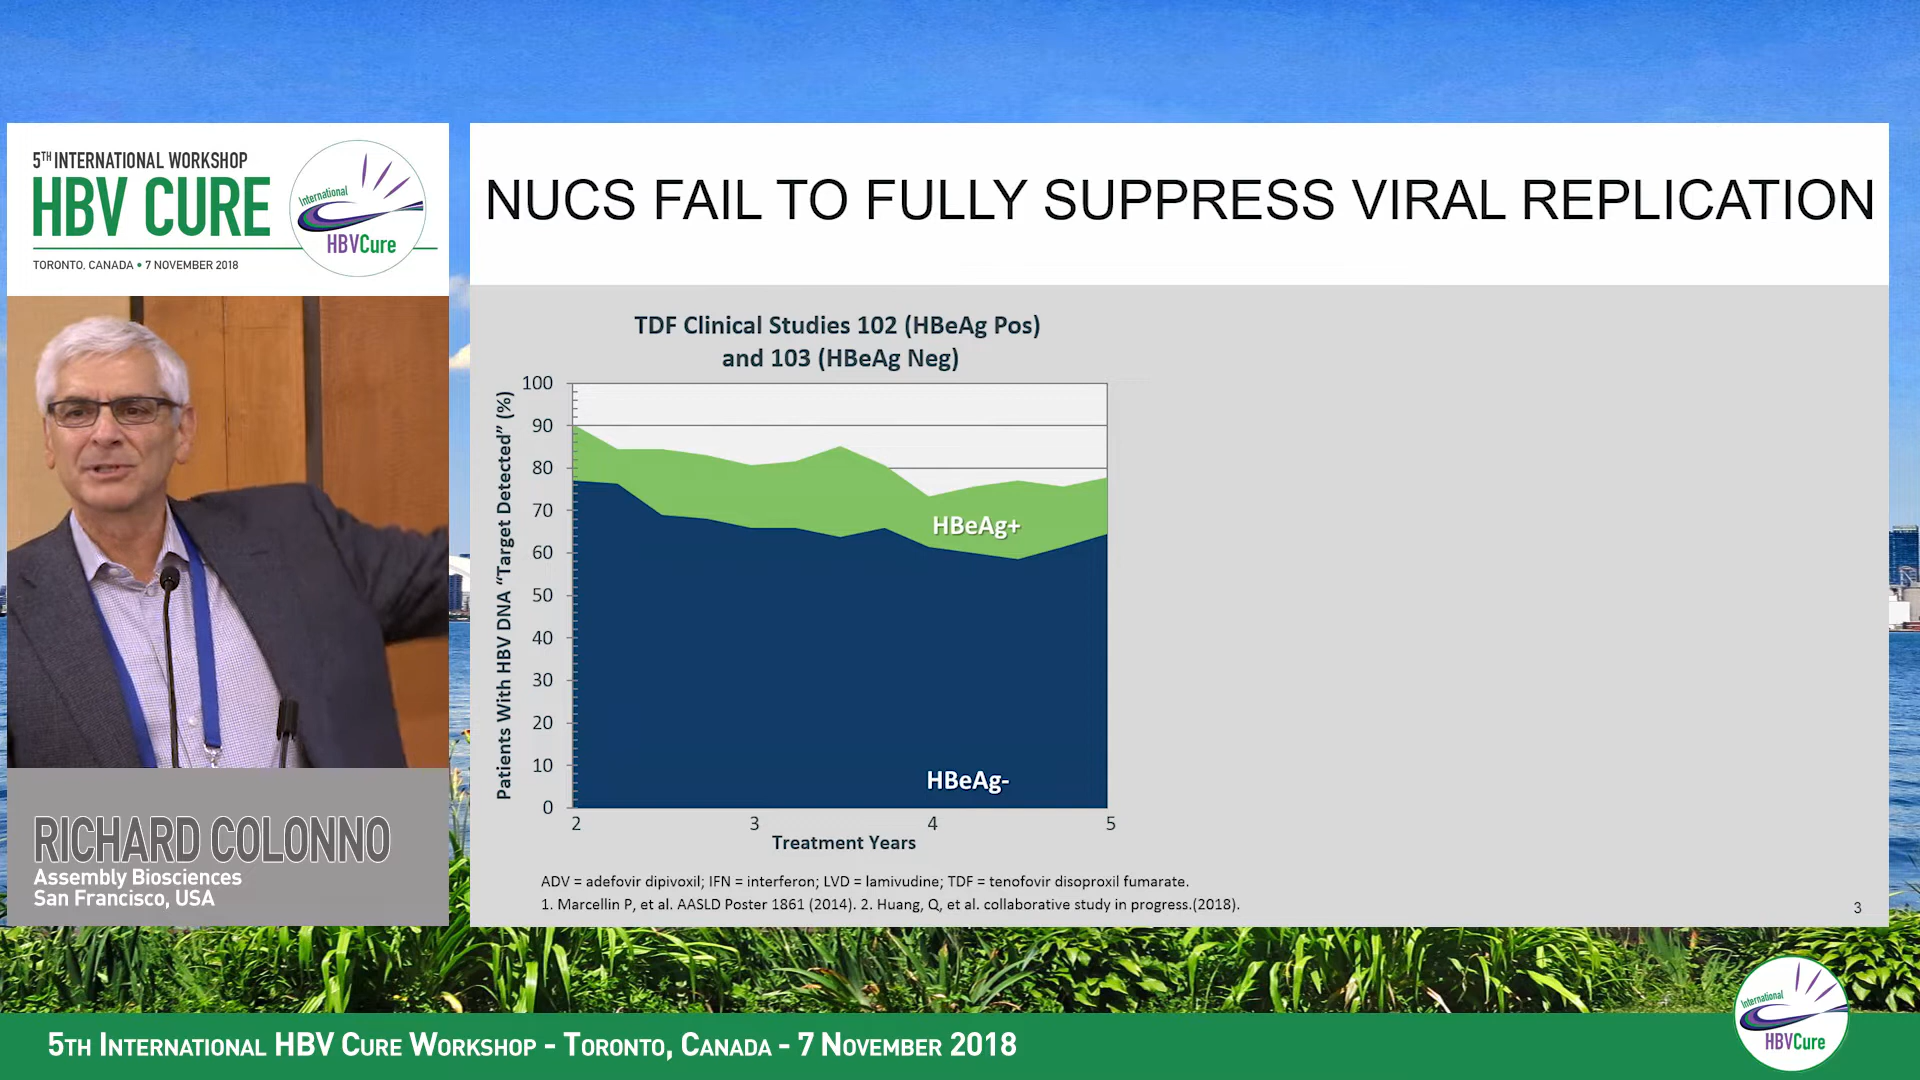 5TH INTERNATIONAL WORKSHOP
HBV CURE
TORONTO, CANADA • 7 NOVEMBER 2018
International
HBVCure
NUCS FAIL TO FULLY SUPPRESS VIRAL REPLICATION
TDF Clinical Studies 102 (HBeAg Pos)
and 103 (HBeAg Neg)
Patients With HBV DNA “Target Detected” (%)
100
90
80
70
60
50
40
30
20
10
0
HBeAg+
HBeAg-
2 3 4 5
Treatment Years
ADV = adefovir dipivoxil; IFN = interferon; LVD = lamivudine; TDF = tenofovir disoproxil fumarate.
1. Marcellin P, et al. AASLD Poster 1861 (2014). 2. Huang, Q, et al. collaborative study in progress.(2018).
3
RICHARD COLONNO
Assembly Biosciences
San Francisco, USA
5TH INTERNATIONAL HBV CURE WORKSHOP - TORONTO, CANADA - 7 NOVEMBER 2018
International
HBVCure